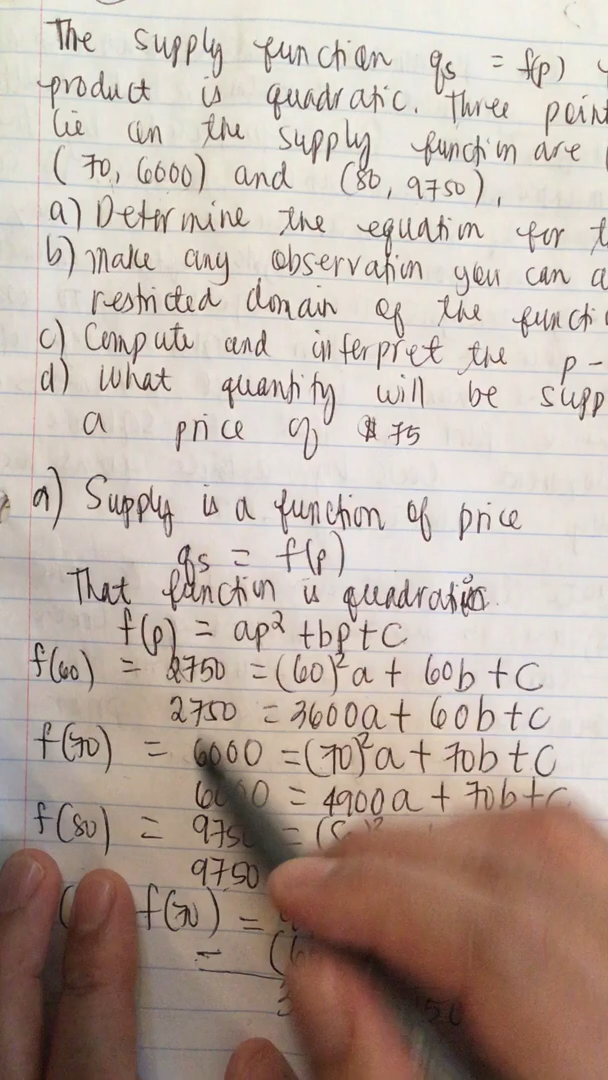 The supply function qs = f(p)
product is quadratic. Three point
lie on the supply function are (
(70, 6000) and (80, 9750),
a) Determine the equation for t
b) make any observation you can a
restricted domain of the functi
c) Compute and interpret the p-
d) What quantity will be supp
a price of $ 75
a) Supply is a function of price
qs = f(p)
That function is quadratic.
f(p) = ap² + bp + c
f(60) = 2750 = (60)²a + 60b + C
2750 = 3600a + 60b + c
f(70) = 6000 = (70)²a + 70b + c
6000 = 4900a + 70b + c
f(80) = 9750 = (8
9750
f(70) =
- (6